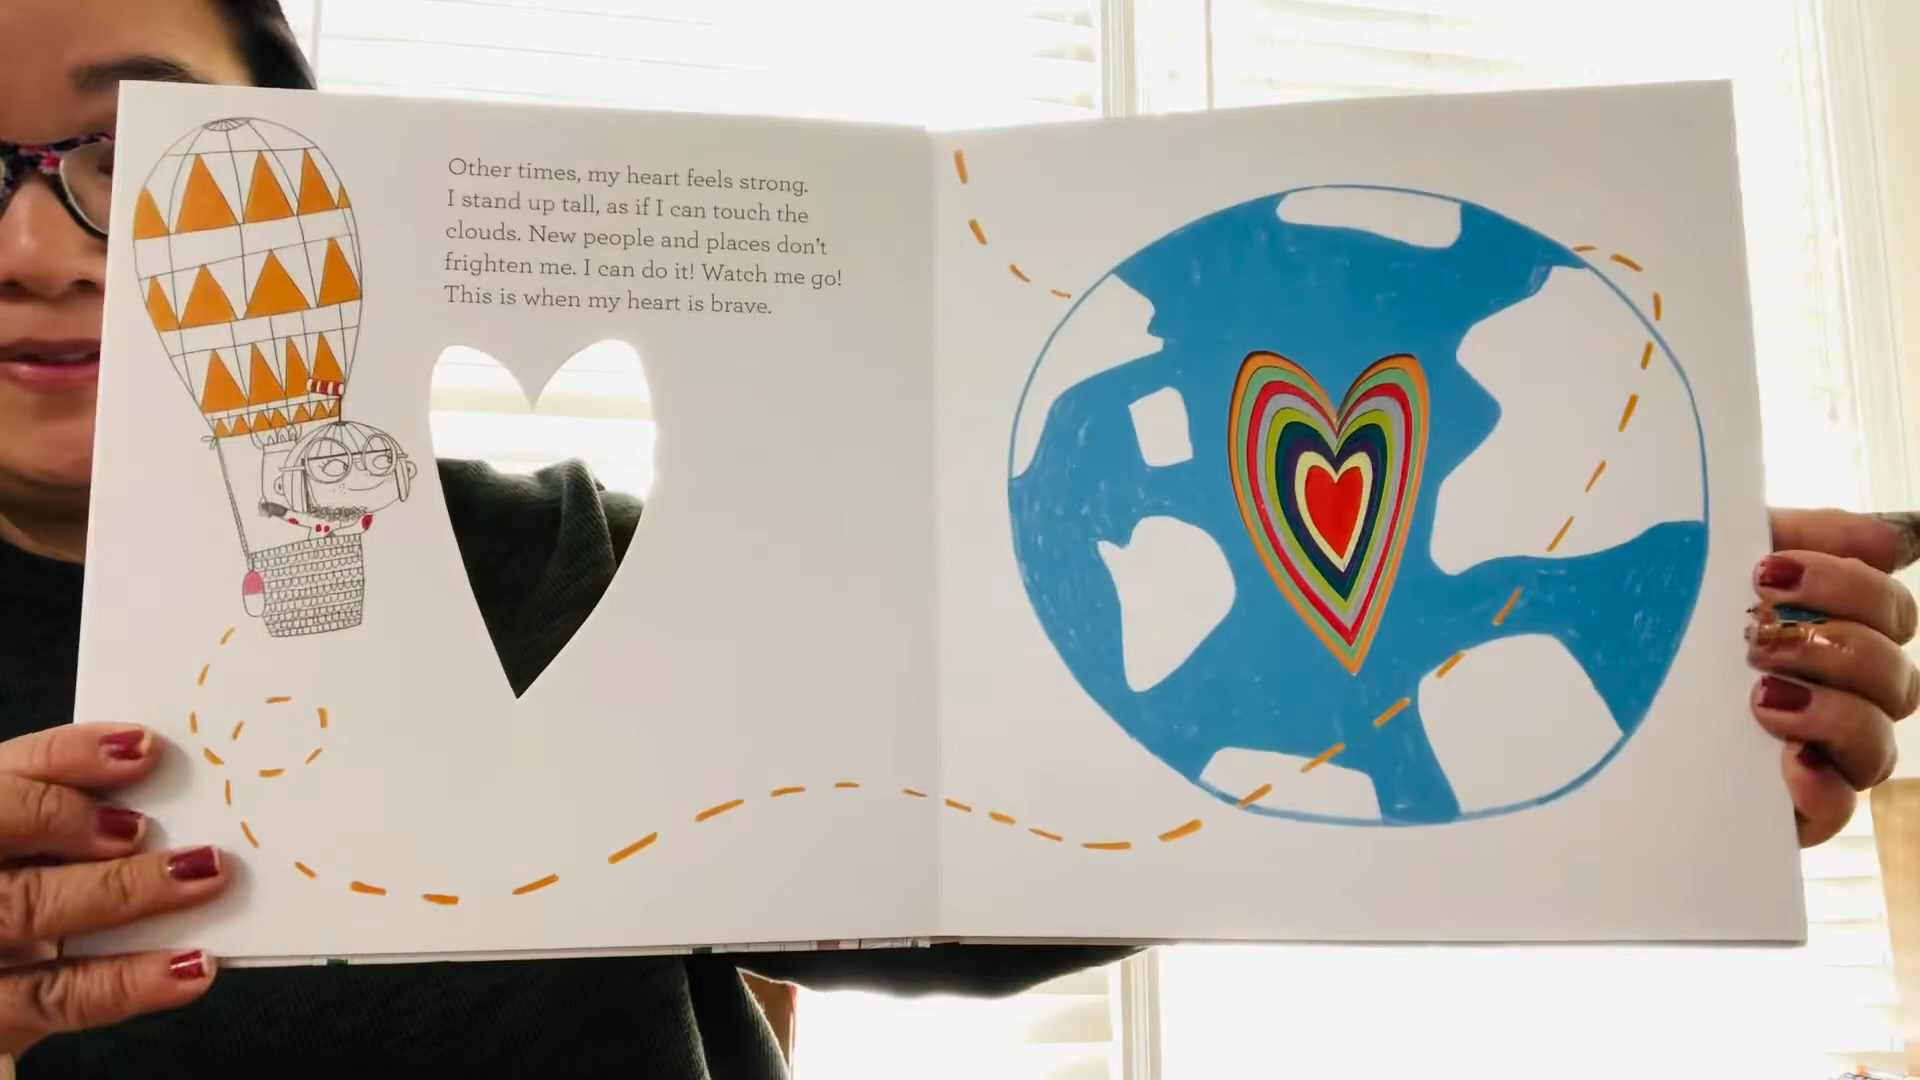 Other times, my heart feels strong.
I stand up tall, as if I can touch the
clouds. New people and places don't
frighten me. I can do it! Watch me go!
This is when my heart is brave.